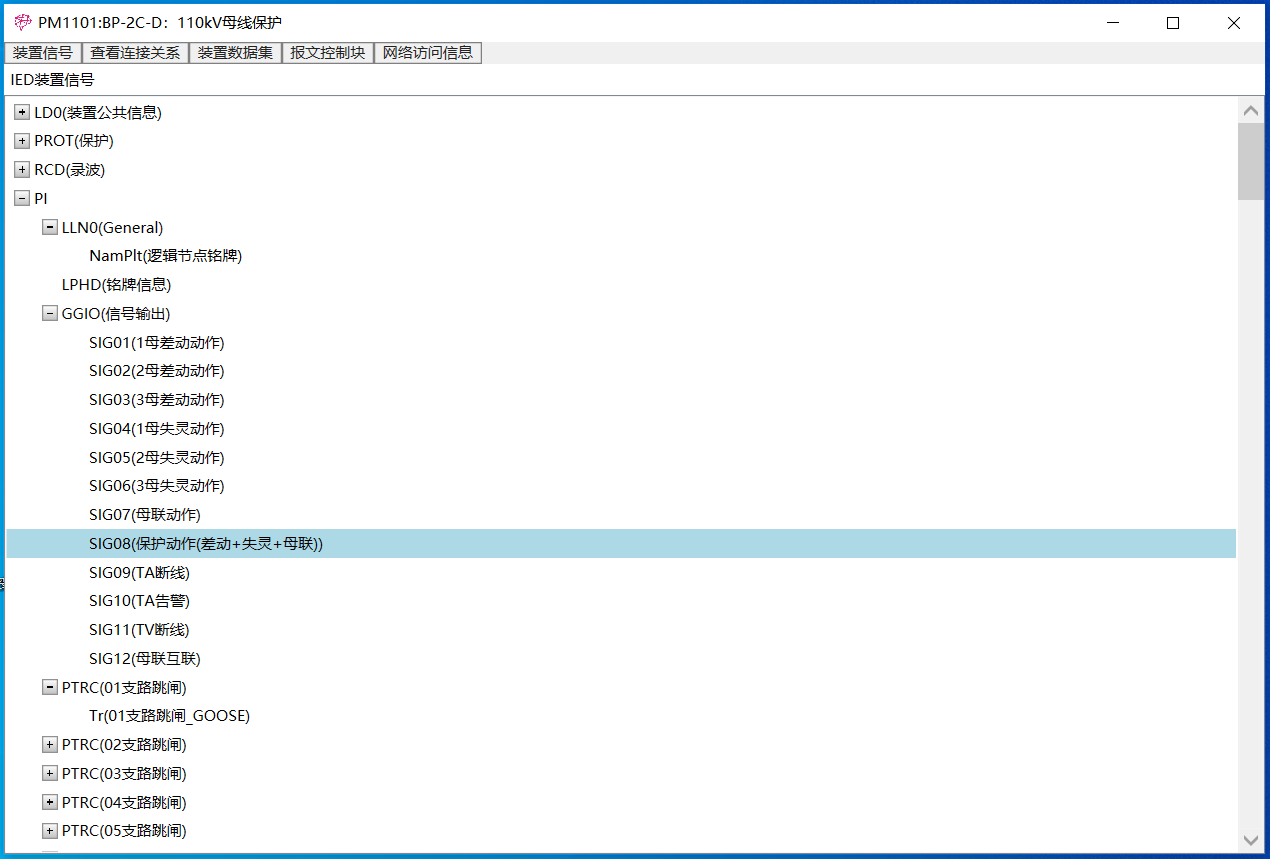 PM1101:BP-2C-D：110kV母线保护
装置信号 查看连接关系 装置数据集 报文控制块 网络访问信息
IED装置信号
LD0(装置公共信息)
PROT(保护)
RCD(录波)
PI
LLN0(General)
NamPlt(逻辑节点铭牌)
LPHD(铭牌信息)
GGIO(信号输出)
SIG01(1母差动动作)
SIG02(2母差动动作)
SIG03(3母差动动作)
SIG04(1母失灵动作)
SIG05(2母失灵动作)
SIG06(3母失灵动作)
SIG07(母联动作)
SIG08(保护动作(差动+失灵+母联))
SIG09(TA断线)
SIG10(TA告警)
SIG11(TV断线)
SIG12(母联互联)
PTRC(01支路跳闸)
Tr(01支路跳闸_GOOSE)
PTRC(02支路跳闸)
PTRC(03支路跳闸)
PTRC(04支路跳闸)
PTRC(05支路跳闸)